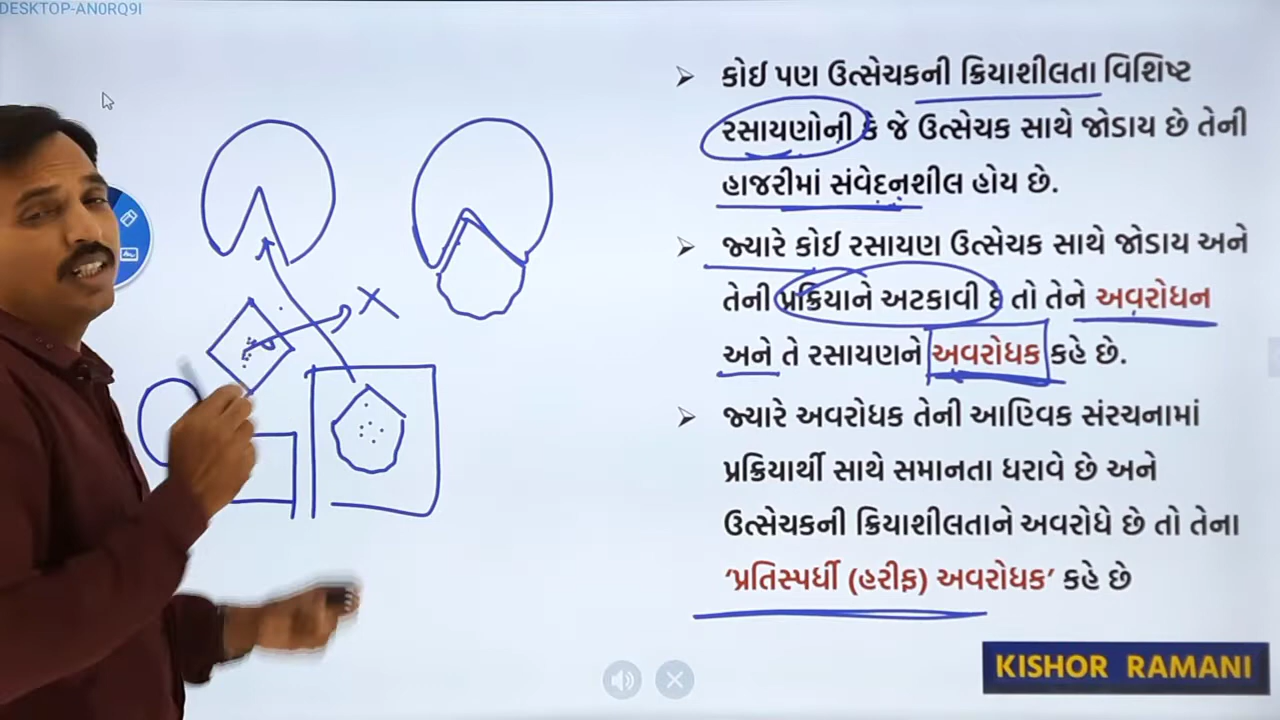 DESKTOP-AN0RQ9I
➢ કોઈ પણ ઉત્સેચકની ક્રિયાશીલતા વિશિષ્ટ
રસાયણોની કે જે ઉત્સેચક સાથે જોડાય છે તેની
હાજરીમાં સંવેદનશીલ હોય છે.
➢ જ્યારે કોઈ રસાયણ ઉત્સેચક સાથે જોડાય અને
તેની પ્રક્રિયાને અટકાવી દે તો તેને અવરોધન
અને તે રસાયણને અવરોધક કહે છે.
➢ જ્યારે અવરોધક તેની આણ્વિક સંરચનામાં
પ્રક્રિયાર્થી સાથે સમાનતા ધરાવે છે અને
ઉત્સેચકની ક્રિયાશીલતાને અવરોધે છે તો તેના
‘પ્રતિસ્પર્ધી (હરીફ) અવરોધક’ કહે છે
KISHOR RAMANI